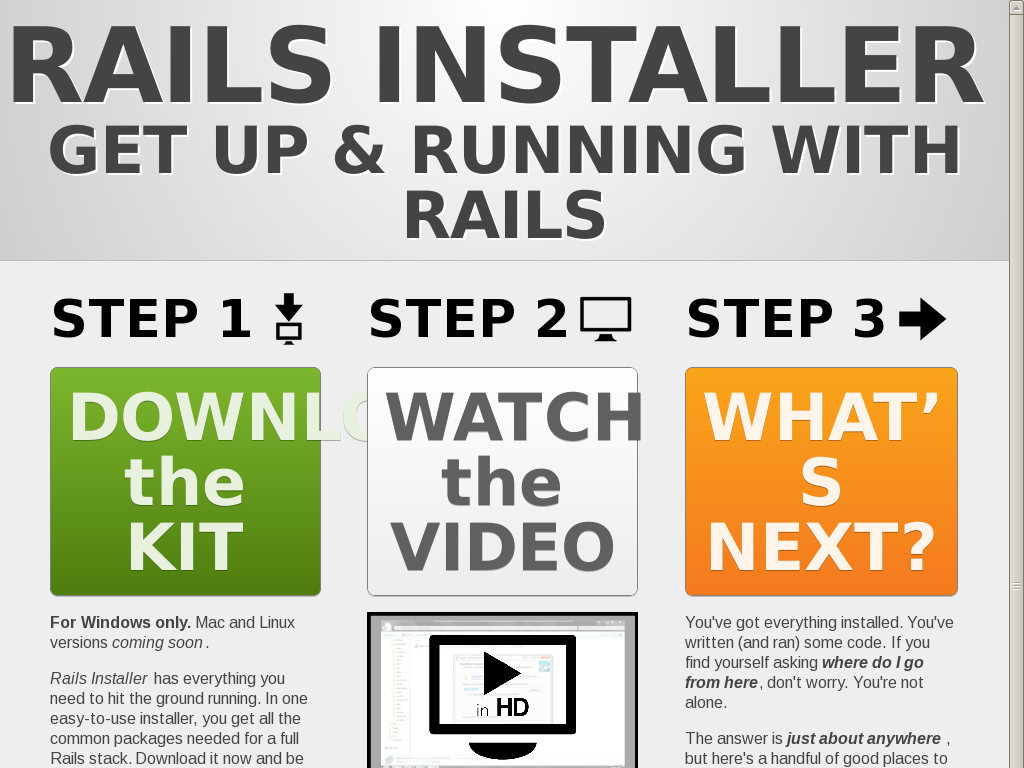 RAILS INSTALLER
GET UP & RUNNING WITH
RAILS
STEP 1
STEP 2
STEP 3
DOWNLO
the
KIT
WATCH
the
VIDEO
WHAT’
S
NEXT?
For Windows only. Mac and Linux
versions coming soon.
Rails Installer has everything you
need to hit the ground running. In one
easy-to-use installer, you get all the
common packages needed for a full
Rails stack. Download it now and be
in HD
You've got everything installed. You've
written (and ran) some code. If you
find yourself asking where do I go
from here, don't worry. You're not
alone.
The answer is just about anywhere ,
but here's a handful of good places to